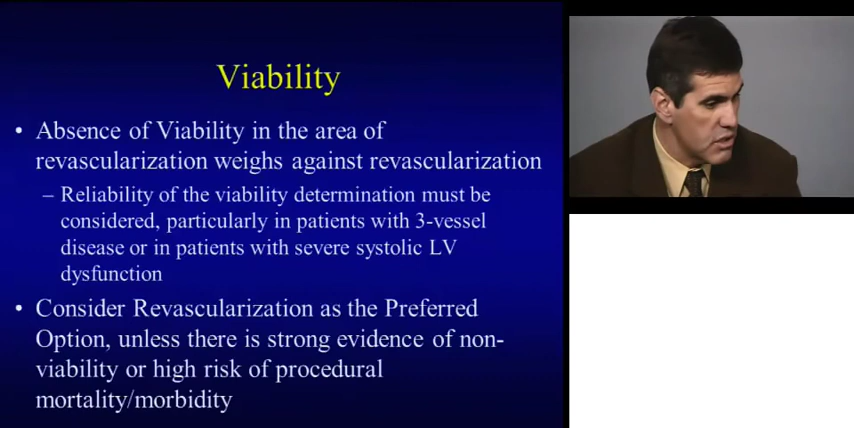 Viability
• Absence of Viability in the area of
revascularization weighs against revascularization
– Reliability of the viability determination must be
considered, particularly in patients with 3-vessel
disease or in patients with severe systolic LV
dysfunction
• Consider Revascularization as the Preferred
Option, unless there is strong evidence of non-
viability or high risk of procedural
mortality/morbidity